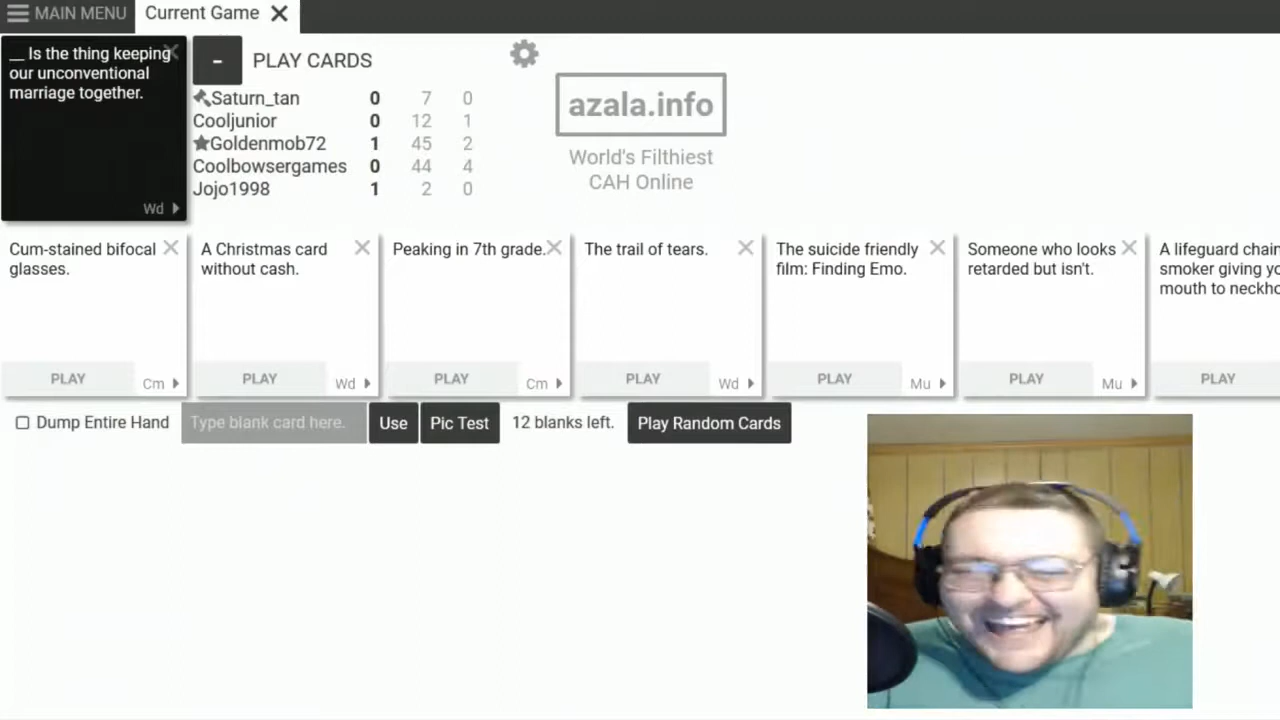 MAIN MENU
Current Game
__ Is the thing keeping
our unconventional
marriage together.
Wd
-
PLAY CARDS
Saturn_tan 0 7 0
Cooljunior 0 12 1
Goldenmob72 1 45 2
Coolbowsergames 0 44 4
Jojo1998 1 2 0
azala.info
World's Filthiest
CAH Online
Cum-stained bifocal
glasses.
PLAY
Cm
A Christmas card
without cash.
PLAY
Wd
Peaking in 7th grade.
PLAY
Cm
The trail of tears.
PLAY
Wd
The suicide friendly
film: Finding Emo.
PLAY
Mu
Someone who looks
retarded but isn't.
PLAY
Mu
A lifeguard chain
smoker giving yo
mouth to neckho
PLAY
Dump Entire Hand
Type blank card here.
Use
Pic Test
12 blanks left.
Play Random Cards